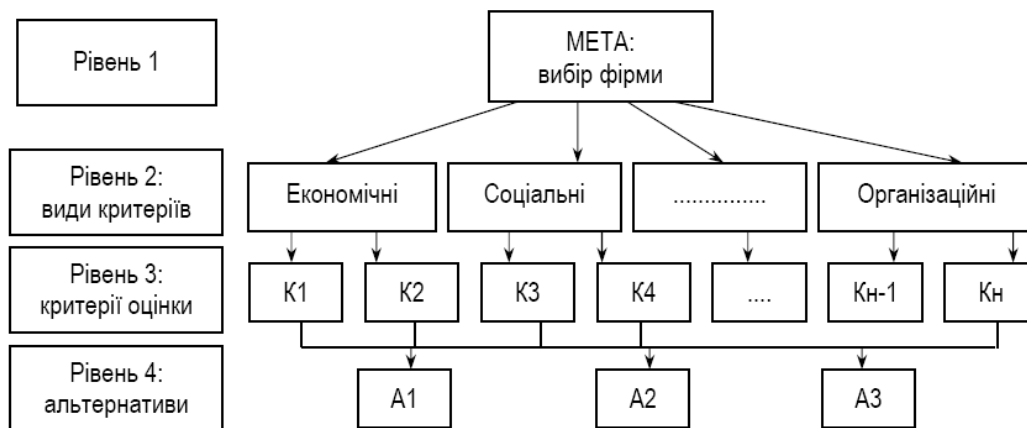 Рівень 1
МЕТА:
вибір фірми
Рівень 2:
види критеріїв
Економічні
Соціальні
...............
Організаційні
Рівень 3:
критерії оцінки
К1
К2
К3
К4
....
Кн-1
Кн
Рівень 4:
альтернативи
А1
А2
А3